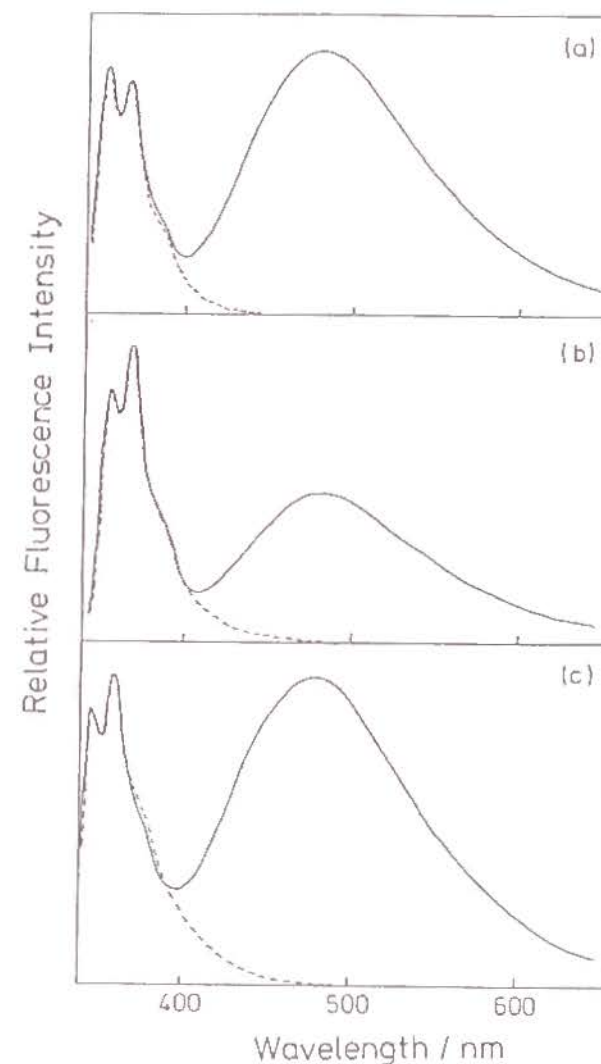 (a)
(b)
(c)
Relative Fluorescence Intensity
400
500
600
Wavelength / nm